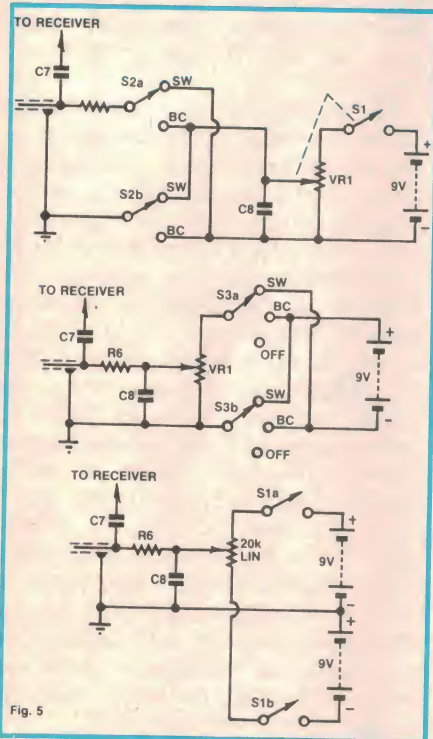 TO RECEIVER
C7
S2a
SW
BC
S2b
SW
BC
S1
C8
VR1
+
9V
−
TO RECEIVER
C7
R6
C8
VR1
S3a
SW
BC
OFF
S3b
SW
BC
OFF
+
9V
−
TO RECEIVER
C7
R6
C8
20k
LIN
S1a
+
9V
−
+
9V
−
S1b
Fig. 5